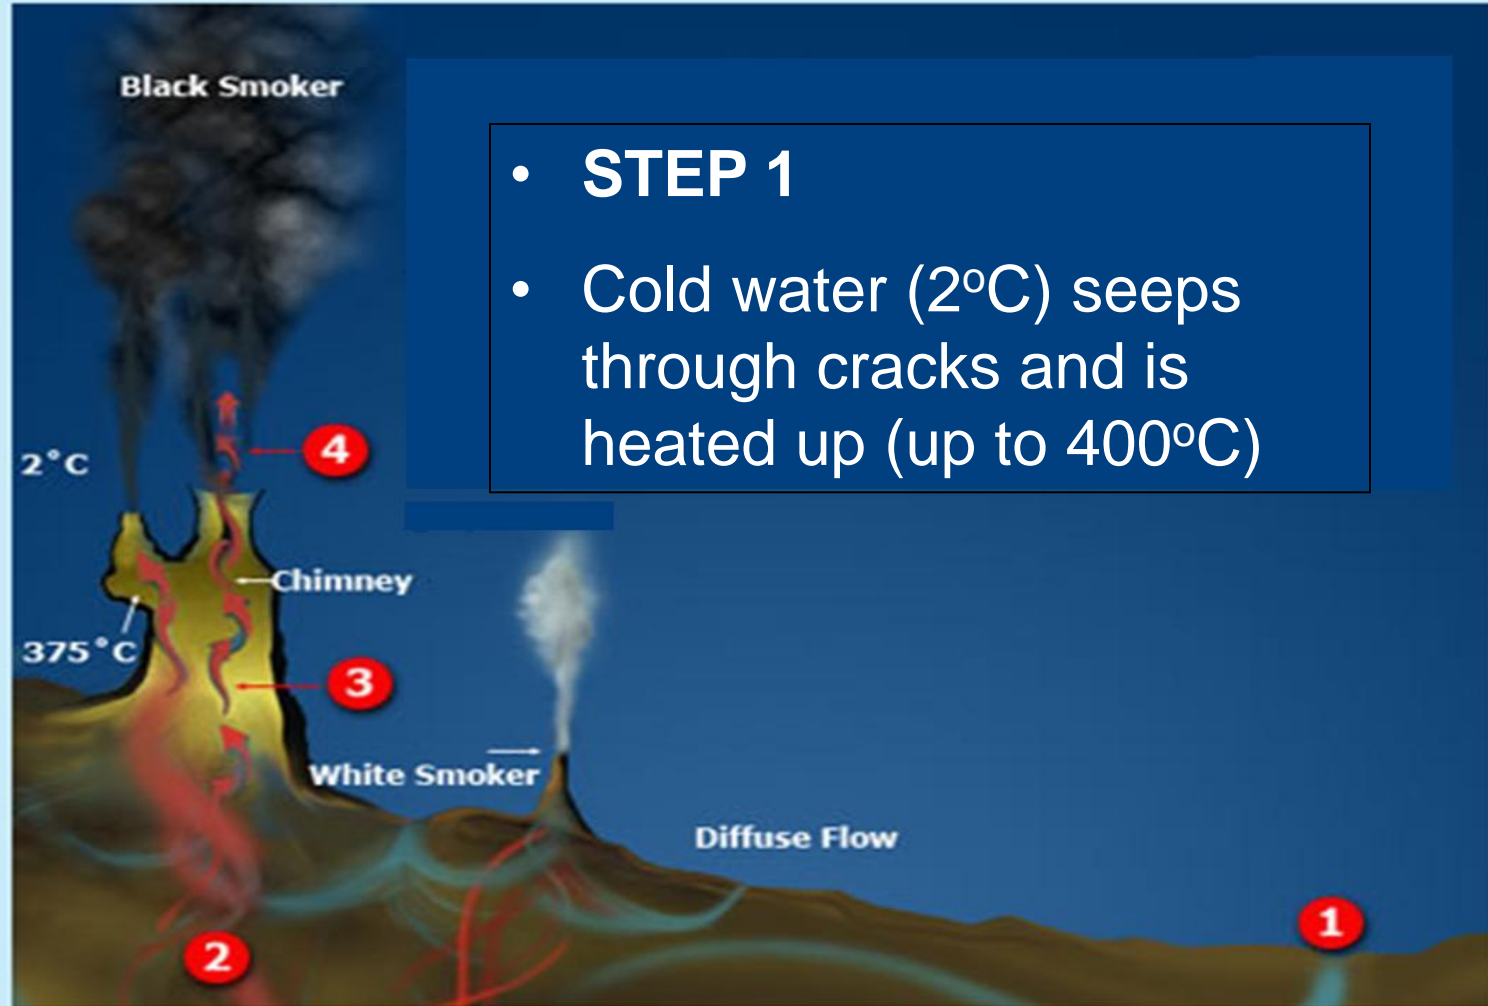 Black Smoker
• STEP 1
• Cold water (2ºC) seeps
through cracks and is
heated up (up to 400ºC)
4
2°C
Chimney
375°C
3
White Smoker
Diffuse Flow
1
2